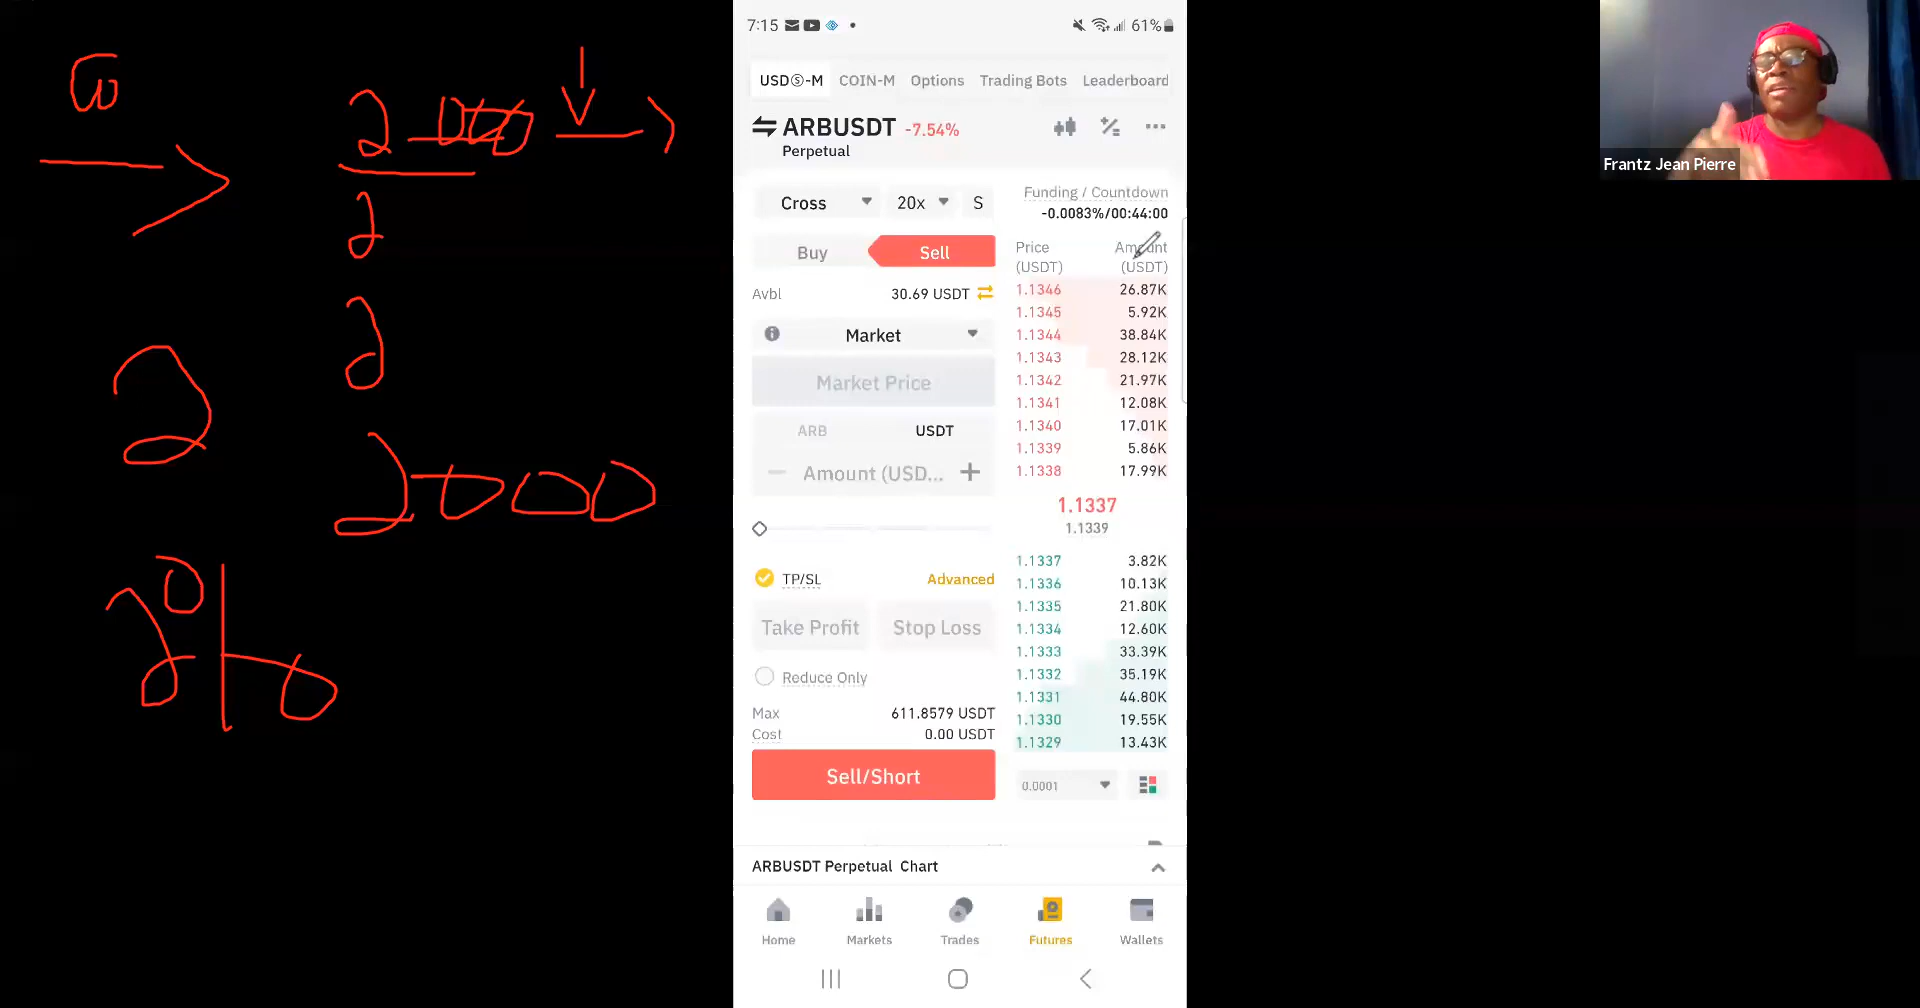 7:15
61%
USDⓈ-M COIN-M Options Trading Bots Leaderboard
ARBUSDT -7.54%
Perpetual
Cross 20x S
Funding / Countdown
-0.0083%/00:44:00
Buy Sell
Avbl 30.69 USDT
Market
Market Price
ARB USDT
Amount (USD...
TP/SL Advanced
Take Profit Stop Loss
Reduce Only
Max 611.8579 USDT
Cost 0.00 USDT
Sell/Short
Price Amount
(USDT) (USDT)
1.1346 26.87K
1.1345 5.92K
1.1344 38.84K
1.1343 28.12K
1.1342 21.97K
1.1341 12.08K
1.1340 17.01K
1.1339 5.86K
1.1338 17.99K
1.1337
1.1339
1.1337 3.82K
1.1336 10.13K
1.1335 21.80K
1.1334 12.60K
1.1333 33.39K
1.1332 35.19K
1.1331 44.80K
1.1330 19.55K
1.1329 13.43K
0.0001
ARBUSDT Perpetual Chart
Home Markets Trades Futures Wallets
Frantz Jean Pierre
2
2
2
2
2000